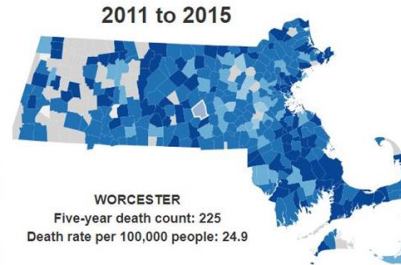 2011 to 2015
WORCESTER
Five-year death count: 225
Death rate per 100,000 people: 24.9